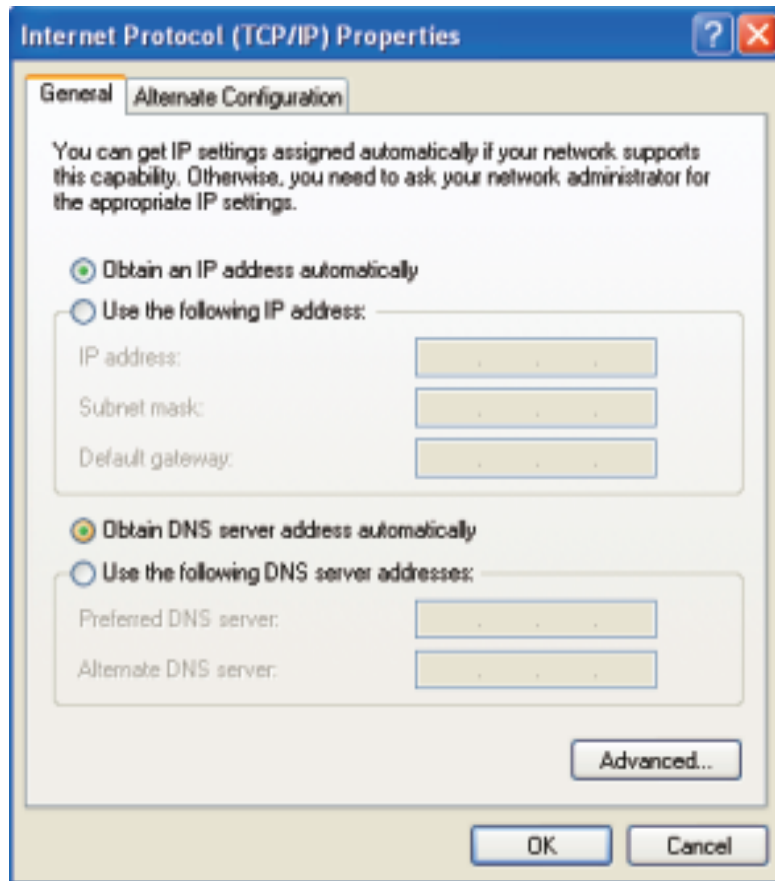 Internet Protocol (TCP/IP) Properties
General
Alternate Configuration
You can get IP settings assigned automatically if your network supports
this capability. Otherwise, you need to ask your network administrator for
the appropriate IP settings.
Obtain an IP address automatically
Use the following IP address:
IP address:
Subnet mask:
Default gateway:
Obtain DNS server address automatically
Use the following DNS server addresses:
Preferred DNS server:
Alternate DNS server:
Advanced...
OK
Cancel